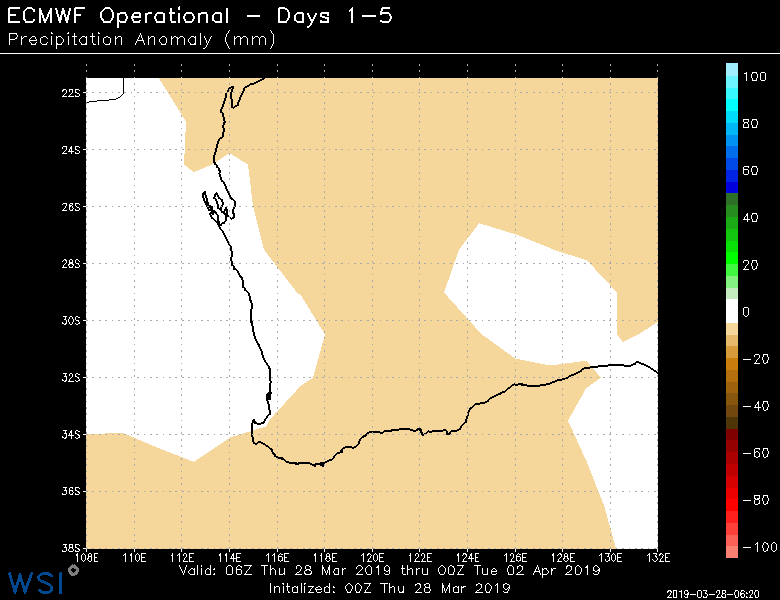 ECMWF Operational - Days 1-5
Precipitation Anomaly (mm)
22S
24S
26S
28S
30S
32S
34S
36S
38S
108E 110E 112E 114E 116E 118E 120E 122E 124E 126E 128E 130E 132E
100
80
60
40
20
0
-20
-40
-60
-80
-100
Valid: 06Z Thu 28 Mar 2019 thru 00Z Tue 02 Apr 2019
Initalized: 00Z Thu 28 Mar 2019
WSI
2019-03-28-06:20